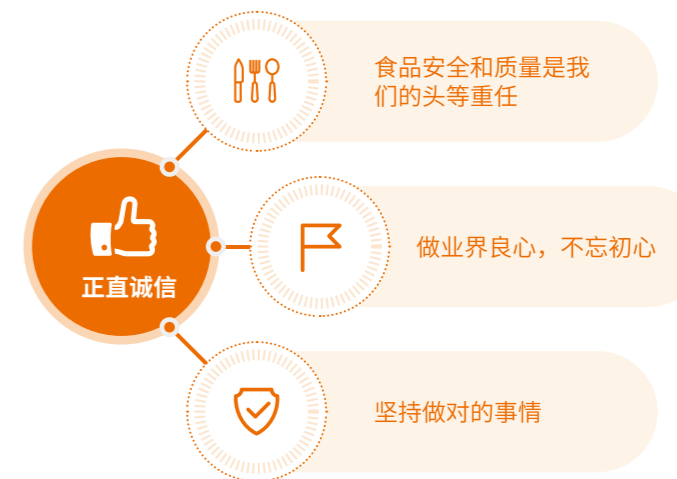 食品安全和质量是我
们的头等重任
正直诚信
做业界良心，不忘初心
坚持做对的事情